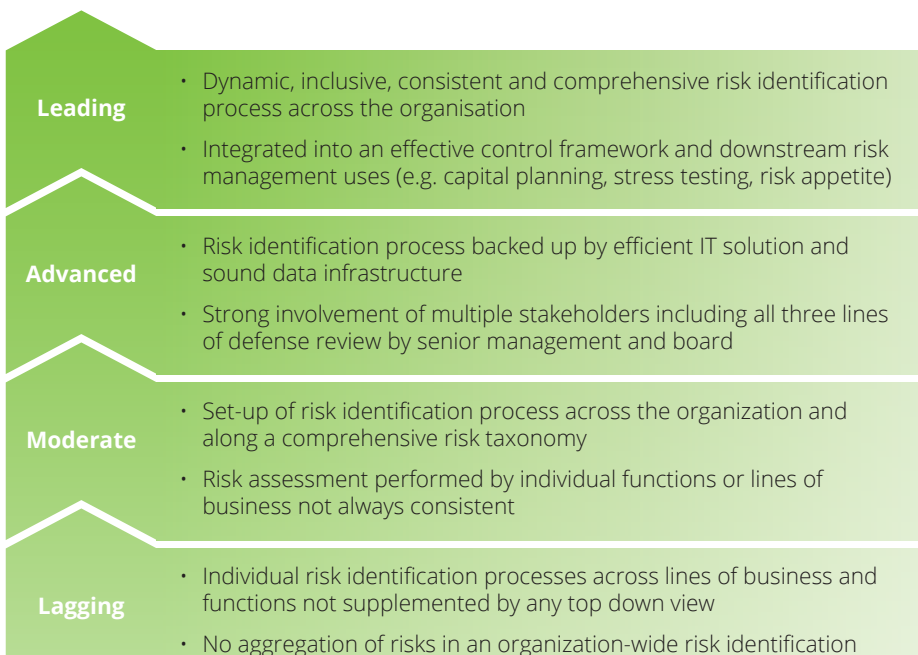 Leading
• Dynamic, inclusive, consistent and comprehensive risk identification
process across the organisation
• Integrated into an effective control framework and downstream risk
management uses (e.g. capital planning, stress testing, risk appetite)
Advanced
• Risk identification process backed up by efficient IT solution and
sound data infrastructure
• Strong involvement of multiple stakeholders including all three lines
of defense review by senior management and board
Moderate
• Set-up of risk identification process across the organization and
along a comprehensive risk taxonomy
• Risk assessment performed by individual functions or lines of
business not always consistent
Lagging
• Individual risk identification processes across lines of business and
functions not supplemented by any top down view
• No aggregation of risks in an organization-wide risk identification